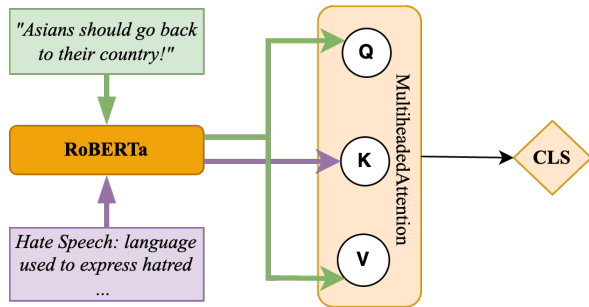 "Asians should go back
to their country!"
RoBERTa
Hate Speech: language
used to express hatred
...
Q
K
V
MultiheadedAttention
CLS